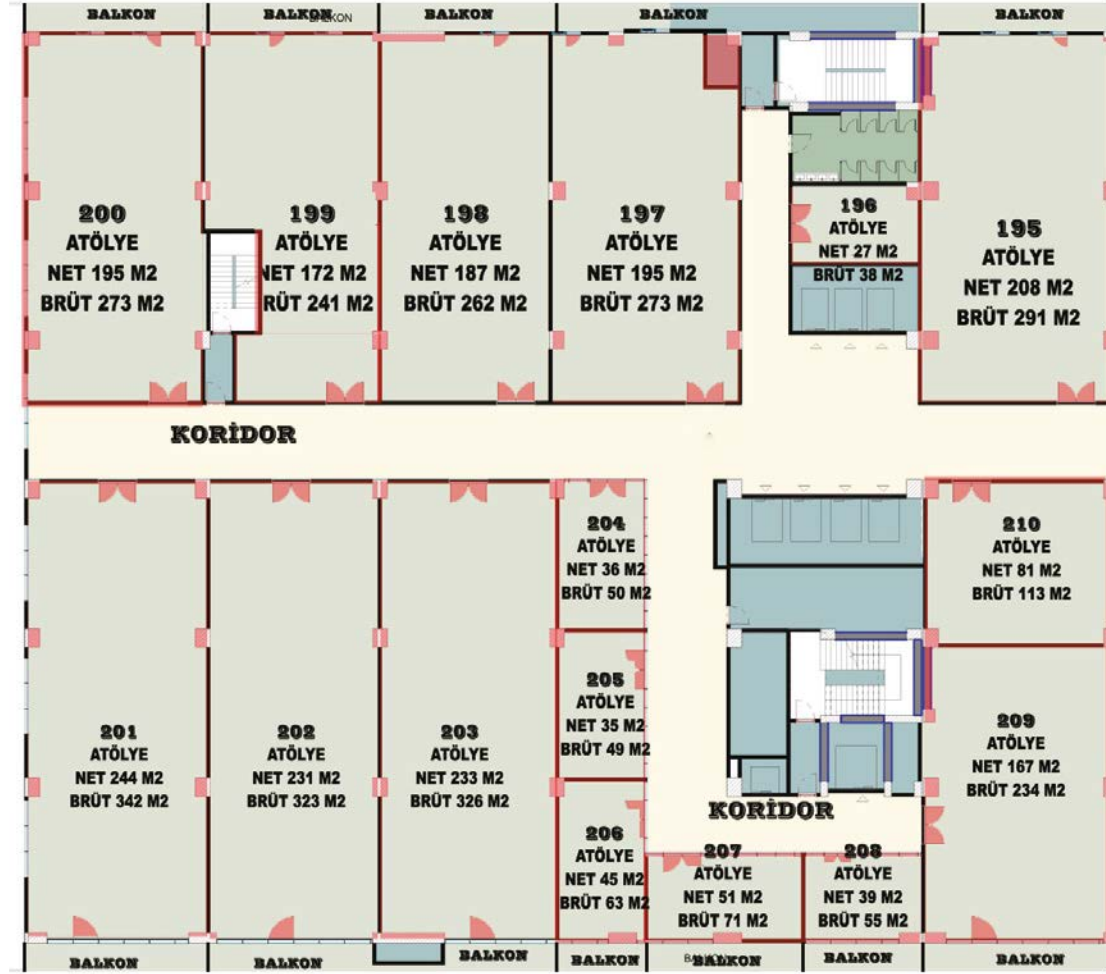 BALKON
BALKON
BALKON
BALKON
BALKON
BALKON
200
ATÖLYE
NET 195 M2
BRÜT 273 M2
199
ATÖLYE
NET 172 M2
RÜT 241 M2
198
ATÖLYE
NET 187 M2
BRÜT 262 M2
197
ATÖLYE
NET 195 M2
BRÜT 273 M2
196
ATÖLYE
NET 27 M2
BRÜT 38 M2
195
ATÖLYE
NET 208 M2
BRÜT 291 M2
KORİDOR
201
ATÖLYE
NET 244 M2
BRÜT 342 M2
202
ATÖLYE
NET 231 M2
BRÜT 323 M2
203
ATÖLYE
NET 233 M2
BRÜT 326 M2
204
ATÖLYE
NET 36 M2
BRÜT 50 M2
205
ATÖLYE
NET 35 M2
BRÜT 49 M2
206
ATÖLYE
NET 45 M2
BRÜT 63 M2
KORİDOR
207
ATÖLYE
NET 51 M2
BRÜT 71 M2
208
ATÖLYE
NET 39 M2
BRÜT 55 M2
210
ATÖLYE
NET 81 M2
BRÜT 113 M2
209
ATÖLYE
NET 167 M2
BRÜT 234 M2
BALKON
BALKON
BALKON
BALKON
BALKON
BALKON